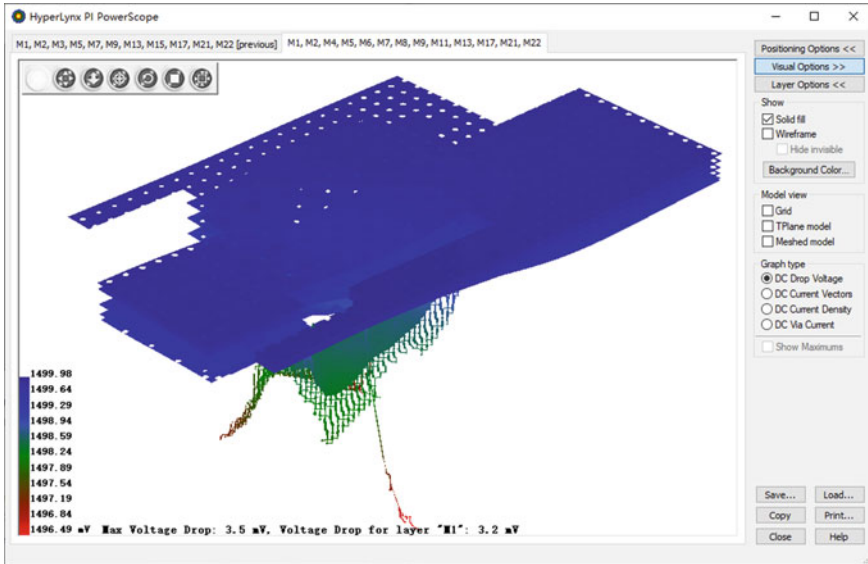 HyperLynx PI PowerScope
M1, M2, M3, M5, M7, M9, M13, M15, M17, M21, M22 [previous]
M1, M2, M4, M5, M6, M7, M8, M9, M11, M13, M17, M21, M22
Positioning Options <<
Visual Options >>
Layer Options <<
Show
Solid fill
Wireframe
Hide invisible
Background Color...
Model view
Grid
TPlane model
Meshed model
Graph type
DC Drop Voltage
DC Current Vectors
DC Current Density
DC Via Current
Show Maximums
1499.98
1499.64
1499.29
1498.94
1498.59
1498.24
1497.89
1497.54
1497.19
1496.84
1496.49 mV Max Voltage Drop: 3.5 mV, Voltage Drop for layer "M1": 3.2 mV
Save... Load...
Copy Print...
Close Help